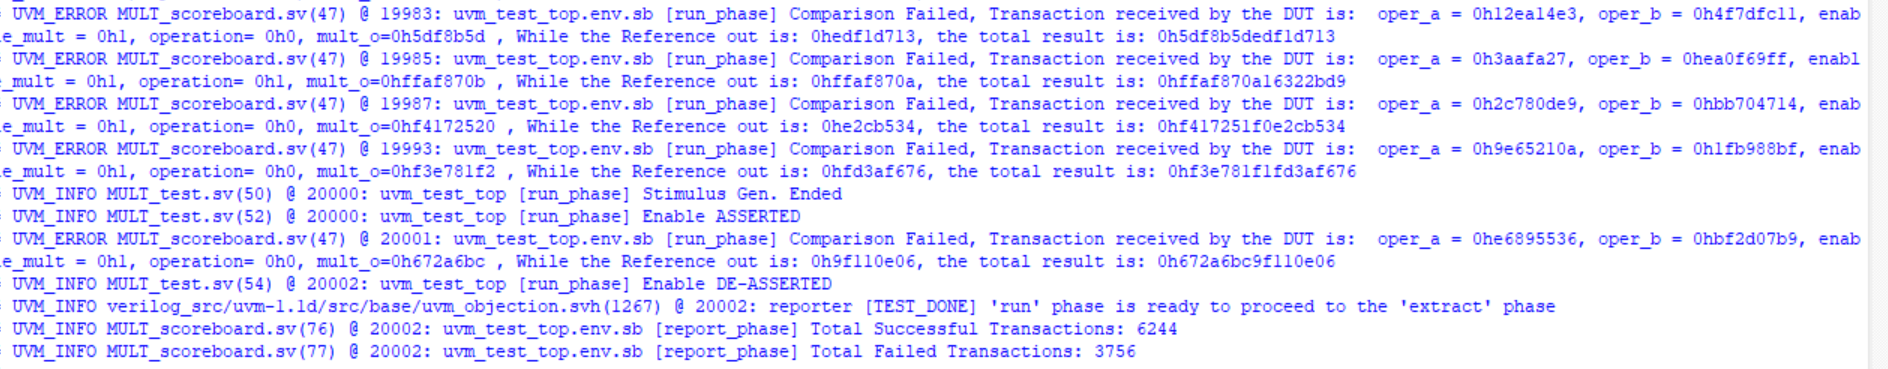 UVM_ERROR MULT_scoreboard.sv(47) @ 19983: uvm_test_top.env.sb [run_phase] Comparison Failed, Transaction received by the DUT is:  oper_a = 0h12ea14e3, oper_b = 0h4f7dfc11, enab
e_mult = 0h1, operation= 0h0, mult_o=0h5df8b5d , While the Reference out is: 0hedf1d713, the total result is: 0h5df8b5dedf1d713
UVM_ERROR MULT_scoreboard.sv(47) @ 19985: uvm_test_top.env.sb [run_phase] Comparison Failed, Transaction received by the DUT is:  oper_a = 0h3aafa27, oper_b = 0hea0f69ff, enabl
_mult = 0h1, operation= 0h1, mult_o=0hffaf870b , While the Reference out is: 0hffaf870a, the total result is: 0hffaf870a16322bd9
UVM_ERROR MULT_scoreboard.sv(47) @ 19987: uvm_test_top.env.sb [run_phase] Comparison Failed, Transaction received by the DUT is:  oper_a = 0h2c780de9, oper_b = 0hbb704714, enab
e_mult = 0h1, operation= 0h0, mult_o=0hf4172520 , While the Reference out is: 0he2cb534, the total result is: 0hf417251f0e2cb534
UVM_ERROR MULT_scoreboard.sv(47) @ 19993: uvm_test_top.env.sb [run_phase] Comparison Failed, Transaction received by the DUT is:  oper_a = 0h9e65210a, oper_b = 0h1fb988bf, enab
e_mult = 0h1, operation= 0h0, mult_o=0hf3e781f2 , While the Reference out is: 0hfd3af676, the total result is: 0hf3e781f1fd3af676
UVM_INFO MULT_test.sv(50) @ 20000: uvm_test_top [run_phase] Stimulus Gen. Ended
UVM_INFO MULT_test.sv(52) @ 20000: uvm_test_top [run_phase] Enable ASSERTED
UVM_ERROR MULT_scoreboard.sv(47) @ 20001: uvm_test_top.env.sb [run_phase] Comparison Failed, Transaction received by the DUT is:  oper_a = 0he6895536, oper_b = 0hbf2d07b9, enab
e_mult = 0h1, operation= 0h0, mult_o=0h672a6bc , While the Reference out is: 0h9f110e06, the total result is: 0h672a6bc9f110e06
UVM_INFO MULT_test.sv(54) @ 20002: uvm_test_top [run_phase] Enable DE-ASSERTED
UVM_INFO verilog_src/uvm-1.1d/src/base/uvm_objection.svh(1267) @ 20002: reporter [TEST_DONE] 'run' phase is ready to proceed to the 'extract' phase
UVM_INFO MULT_scoreboard.sv(76) @ 20002: uvm_test_top.env.sb [report_phase] Total Successful Transactions: 6244
UVM_INFO MULT_scoreboard.sv(77) @ 20002: uvm_test_top.env.sb [report_phase] Total Failed Transactions: 3756